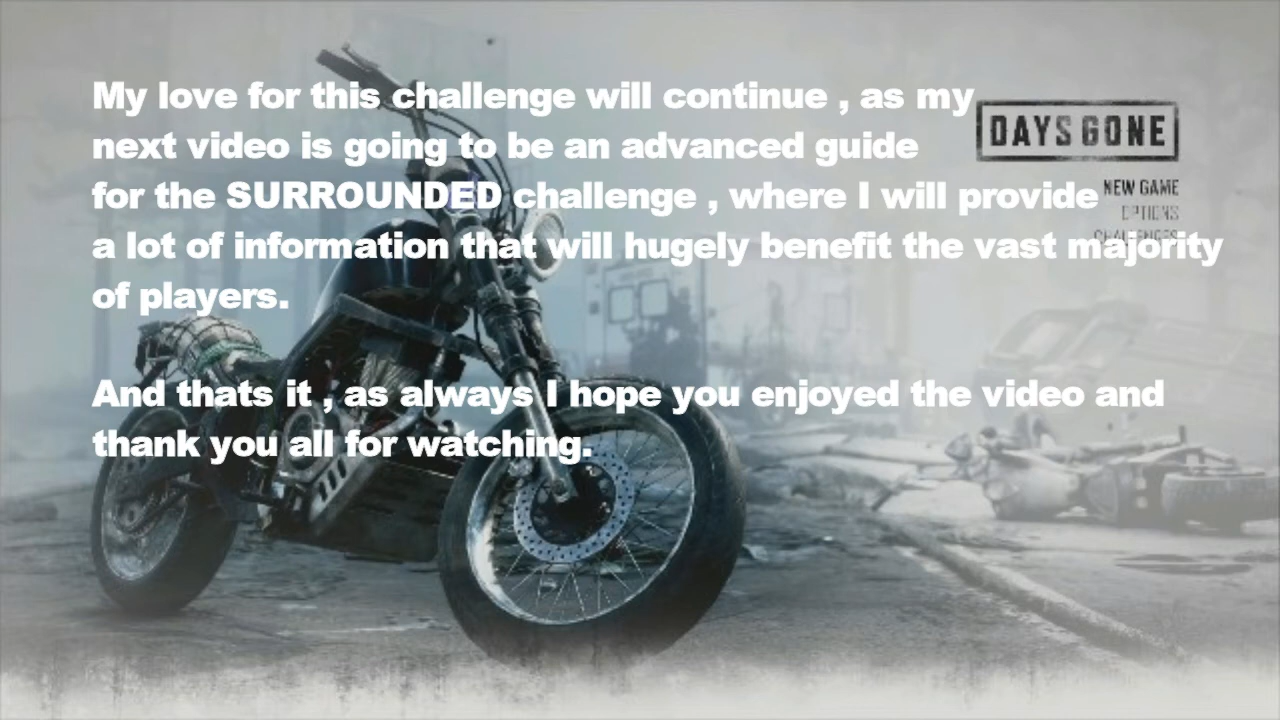 My love for this challenge will continue , as my
next video is going to be an advanced guide
for the SURROUNDED challenge , where I will provide
a lot of information that will hugely benefit the vast majority
of players.
And thats it , as always I hope you enjoyed the video and
thank you all for watching.
DAYS GONE
NEW GAME
OPTIONS
CHALLENGES